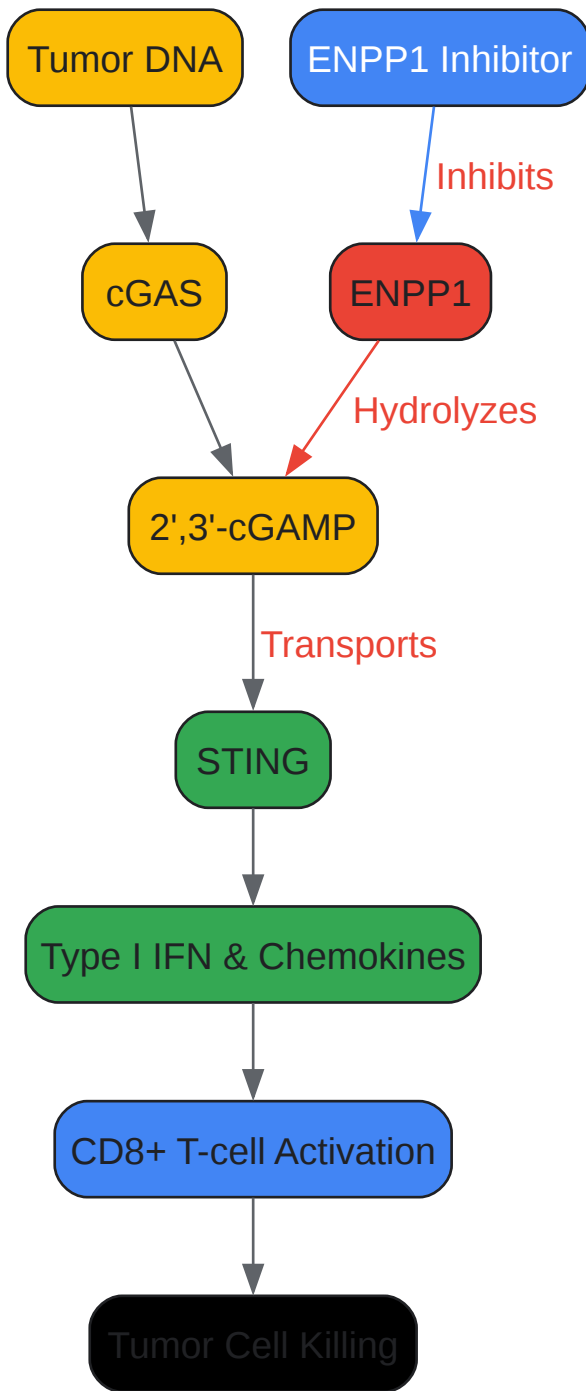 Tumor DNA
ENPP1 Inhibitor
Inhibits
cGAS
ENPP1
Hydrolyzes
2',3'-cGAMP
Transports
STING
Type I IFN & Chemokines
CD8+ T-cell Activation
Tumor Cell Killing